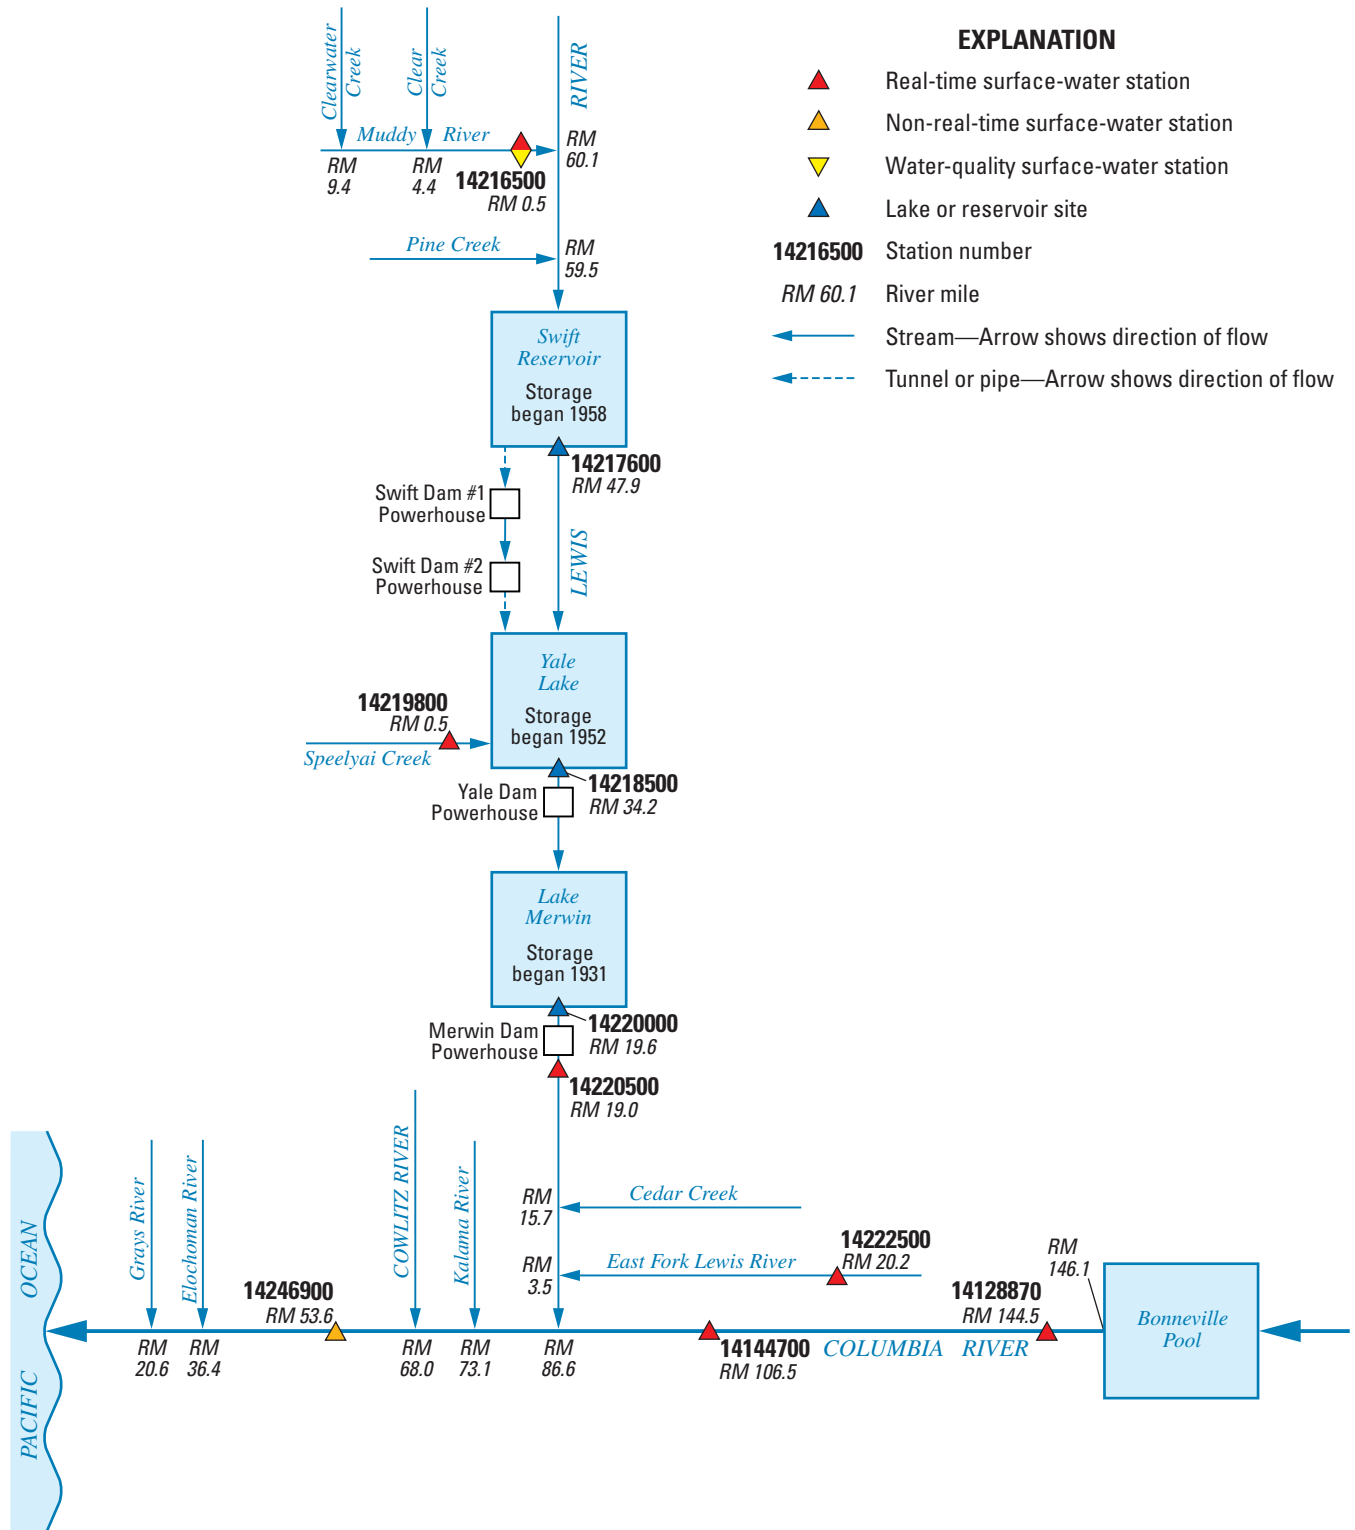 EXPLANATION
Real-time surface-water station
Non-real-time surface-water station
Water-quality surface-water station
Lake or reservoir site
14216500 Station number
RM 60.1 River mile
Stream—Arrow shows direction of flow
Tunnel or pipe—Arrow shows direction of flow
Clearwater
Creek
Clear
Creek
RIVER
Muddy River
RM
60.1
RM
9.4
RM
4.4
14216500
RM 0.5
Pine Creek
RM
59.5
Swift
Reservoir
Storage
began 1958
14217600
RM 47.9
Swift Dam #1
Powerhouse
Swift Dam #2
Powerhouse
LEWIS
Yale
Lake
Storage
began 1952
14219800
RM 0.5
Speelyai Creek
14218500
RM 34.2
Yale Dam
Powerhouse
Lake
Merwin
Storage
began 1931
14220000
RM 19.6
Merwin Dam
Powerhouse
14220500
RM 19.0
RM
15.7
Cedar Creek
RM
3.5
East Fork Lewis River
14222500
RM 20.2
PACIFIC OCEAN
Grays River
Elochoman River
14246900
RM 53.6
COWLITZ RIVER
Kalama River
14128870
RM 144.5
RM
146.1
Bonneville
Pool
RM
20.6
RM
36.4
RM
68.0
RM
73.1
RM
86.6
14144700
RM 106.5
COLUMBIA RIVER